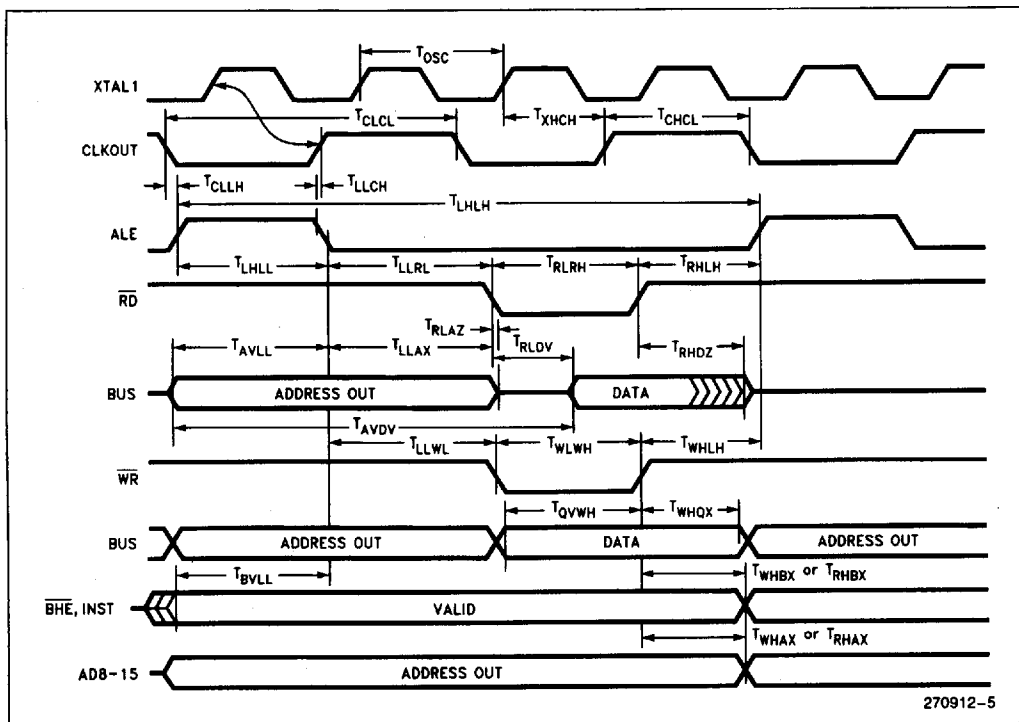 T_OSC
XTAL1
T_CLCL T_XHCH T_CHCL
CLKOUT
T_CLLH T_LLCH
T_LHLH
ALE
T_LHLL T_LLRL T_RLRH T_RHLH
RD
T_RLAZ
T_AVLL T_LLAX T_RLDV T_RHDZ
BUS ADDRESS OUT DATA
T_AVDV
T_LLWL T_WLWH T_WHLH
WR
T_QVWH T_WHQX
BUS ADDRESS OUT DATA ADDRESS OUT
T_BVLL T_WHBX or T_RHBX
BHE, INST VALID
T_WHAX or T_RHAX
AD8-15 ADDRESS OUT
270912-5